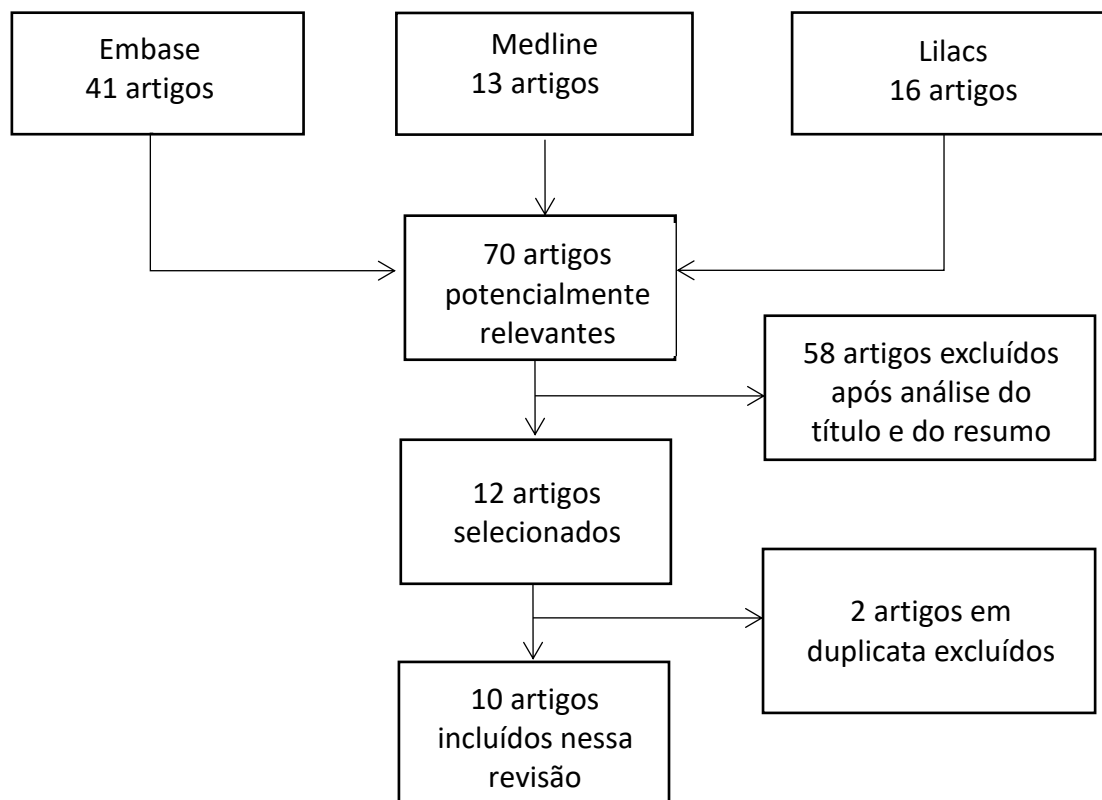 Embase
41 artigos
Medline
13 artigos
Lilacs
16 artigos
70 artigos
potencialmente
relevantes
58 artigos excluídos
após análise do
título e do resumo
12 artigos
selecionados
2 artigos em
duplicata excluídos
10 artigos
incluídos nessa
revisão